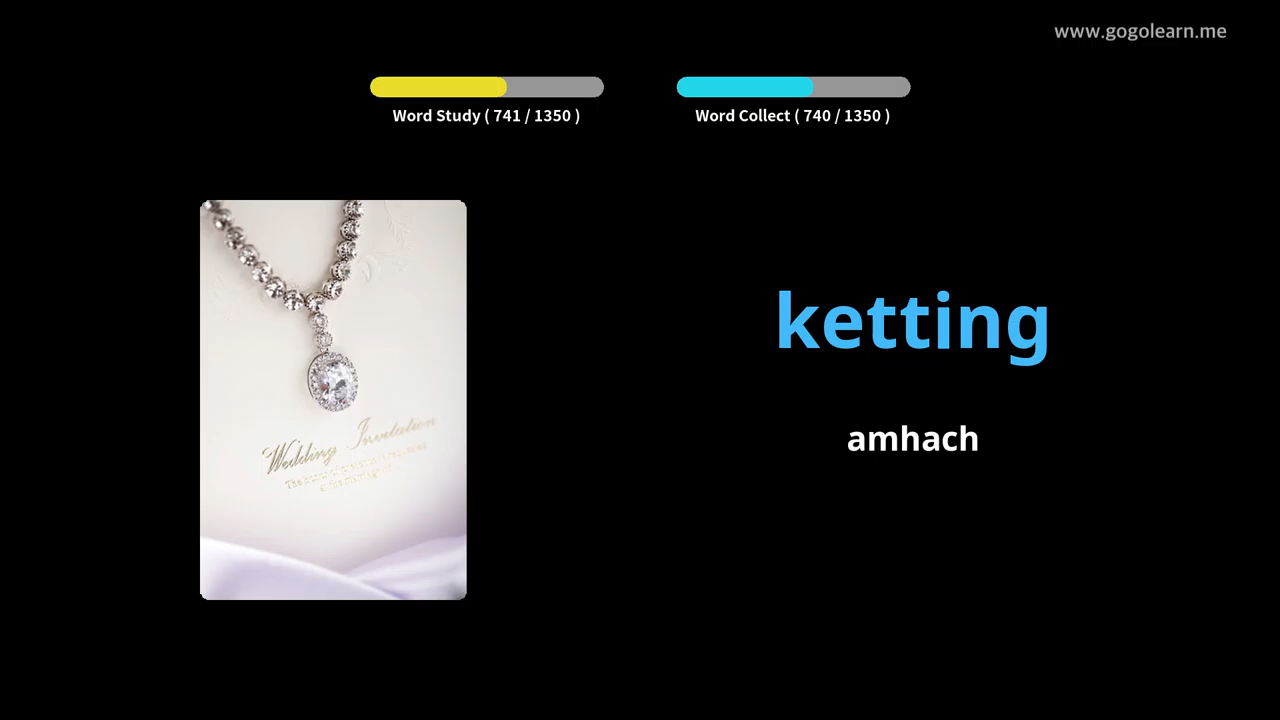 www.gogolearn.me
Word Study ( 741 / 1350 )
Word Collect ( 740 / 1350 )
ketting
amhach
Wedding Invitation